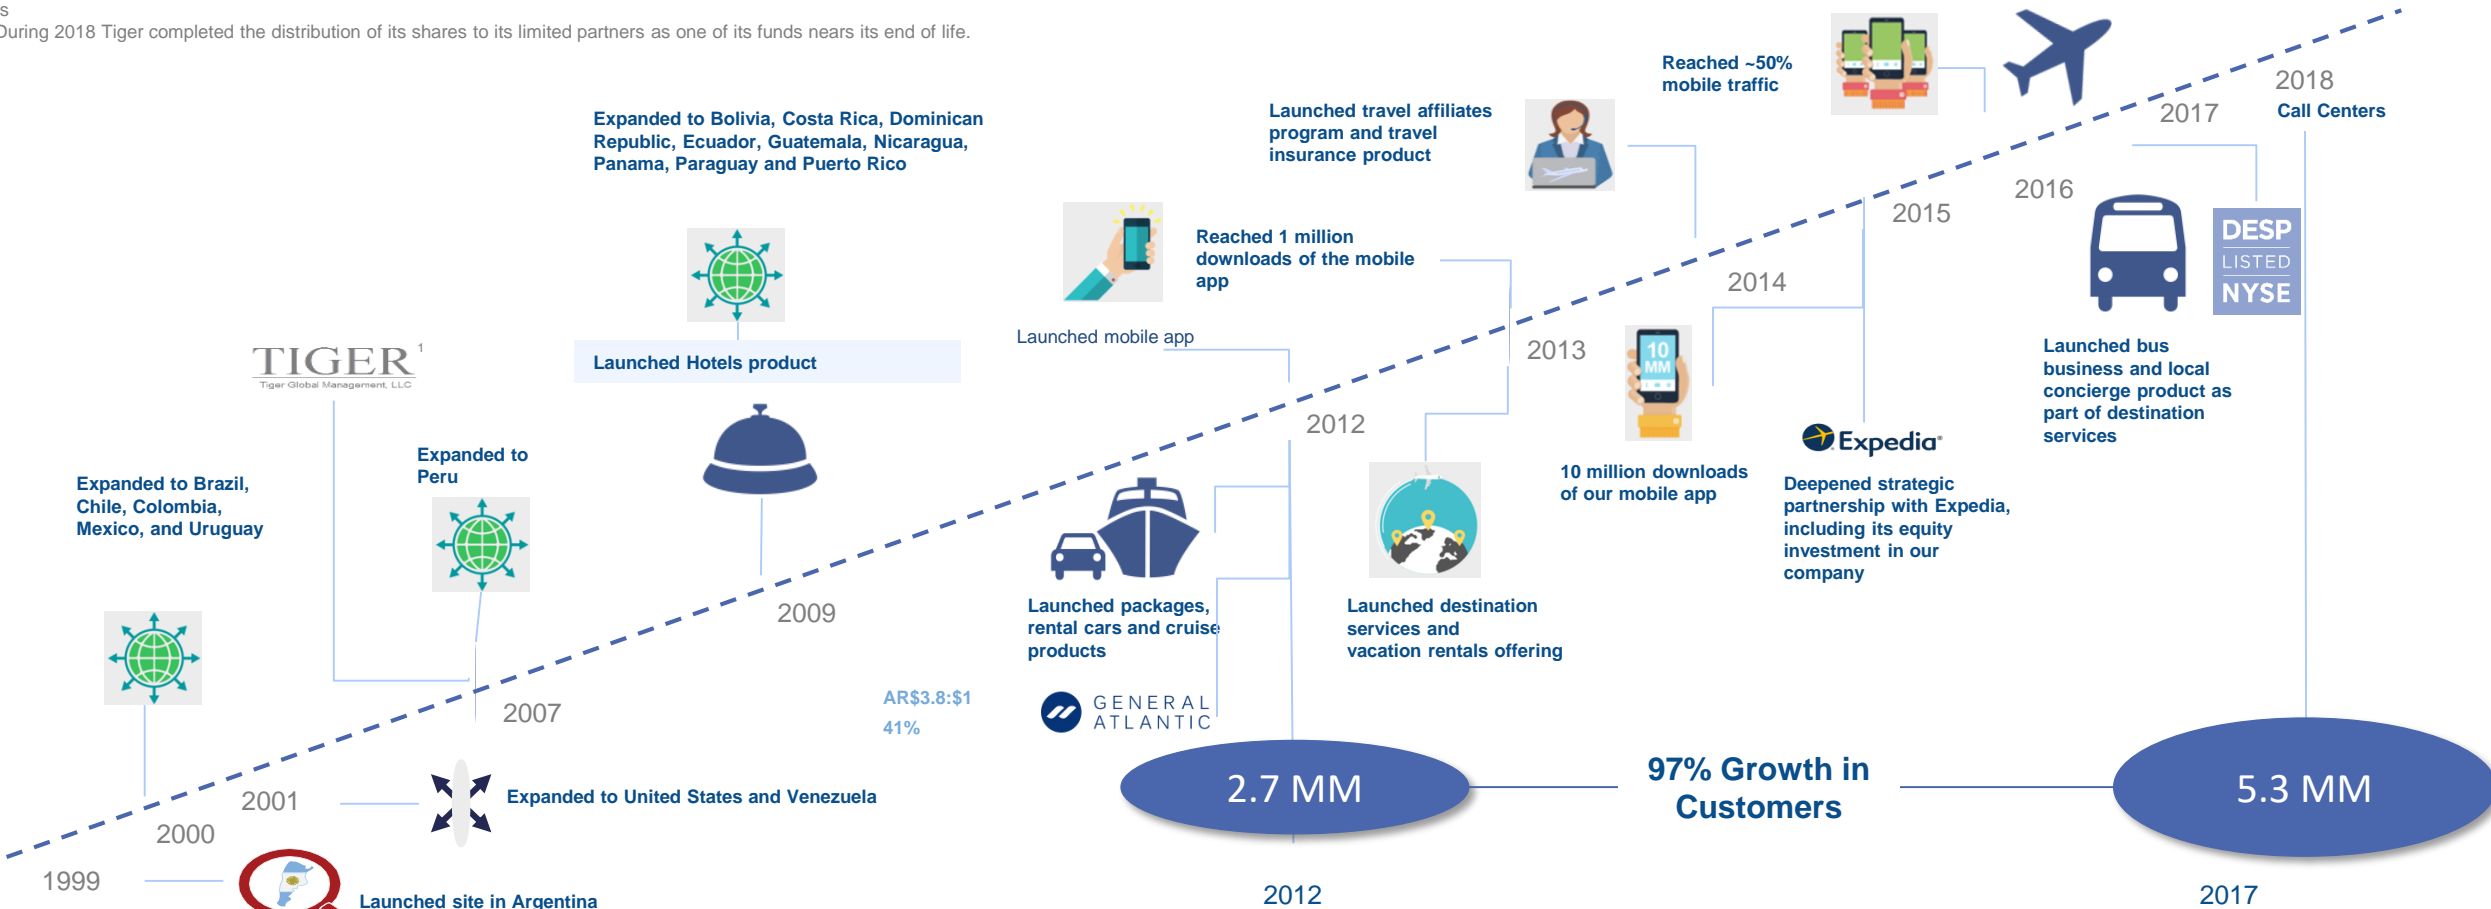 s
During 2018 Tiger completed the distribution of its shares to its limited partners as one of its funds nears its end of life.
Reached ~50%
mobile traffic
2018
Call Centers
2017
Expanded to Bolivia, Costa Rica, Dominican
Republic, Ecuador, Guatemala, Nicaragua,
Panama, Paraguay and Puerto Rico
Launched travel affiliates
program and travel
insurance product
2016
2015
DESP
LISTED
NYSE
Reached 1 million
downloads of the mobile
app
2014
Launched mobile app
2013
TIGER 1
Tiger Global Management, LLC
Launched Hotels product
10
MM
Launched bus
business and local
concierge product as
part of destination
services
2012
Expanded to
Peru
Expedia
10 million downloads
of our mobile app
Deepened strategic
partnership with Expedia,
including its equity
investment in our
company
Expanded to Brazil,
Chile, Colombia,
Mexico, and Uruguay
2009
Launched packages,
rental cars and cruise
products
Launched destination
services and
vacation rentals offering
2007
AR$3.8:$1
41%
GENERAL
ATLANTIC
2001
Expanded to United States and Venezuela
2000
1999
Launched site in Argentina
2.7 MM
97% Growth in
Customers
5.3 MM
2012
2017